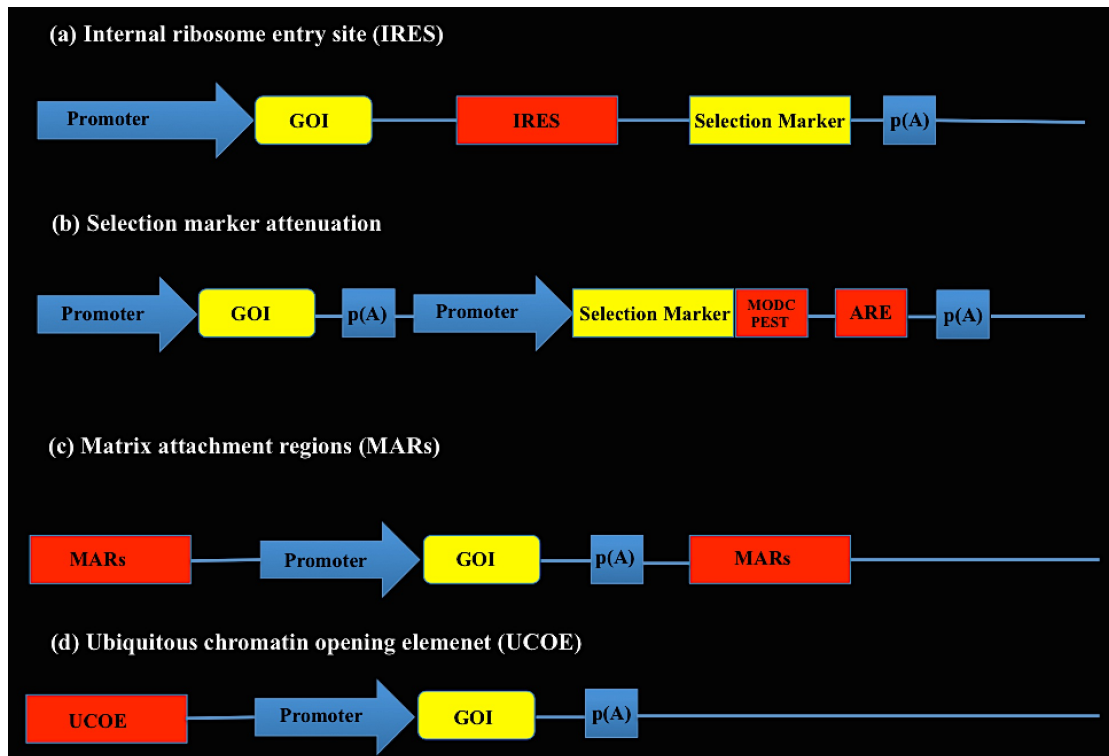 (a) Internal ribosome entry site (IRES)
Promoter GOI IRES Selection Marker p(A)
(b) Selection marker attenuation
Promoter GOI p(A) Promoter Selection Marker MODC PEST ARE p(A)
(c) Matrix attachment regions (MARs)
MARs Promoter GOI p(A) MARs
(d) Ubiquitous chromatin opening elemenet (UCOE)
UCOE Promoter GOI p(A)